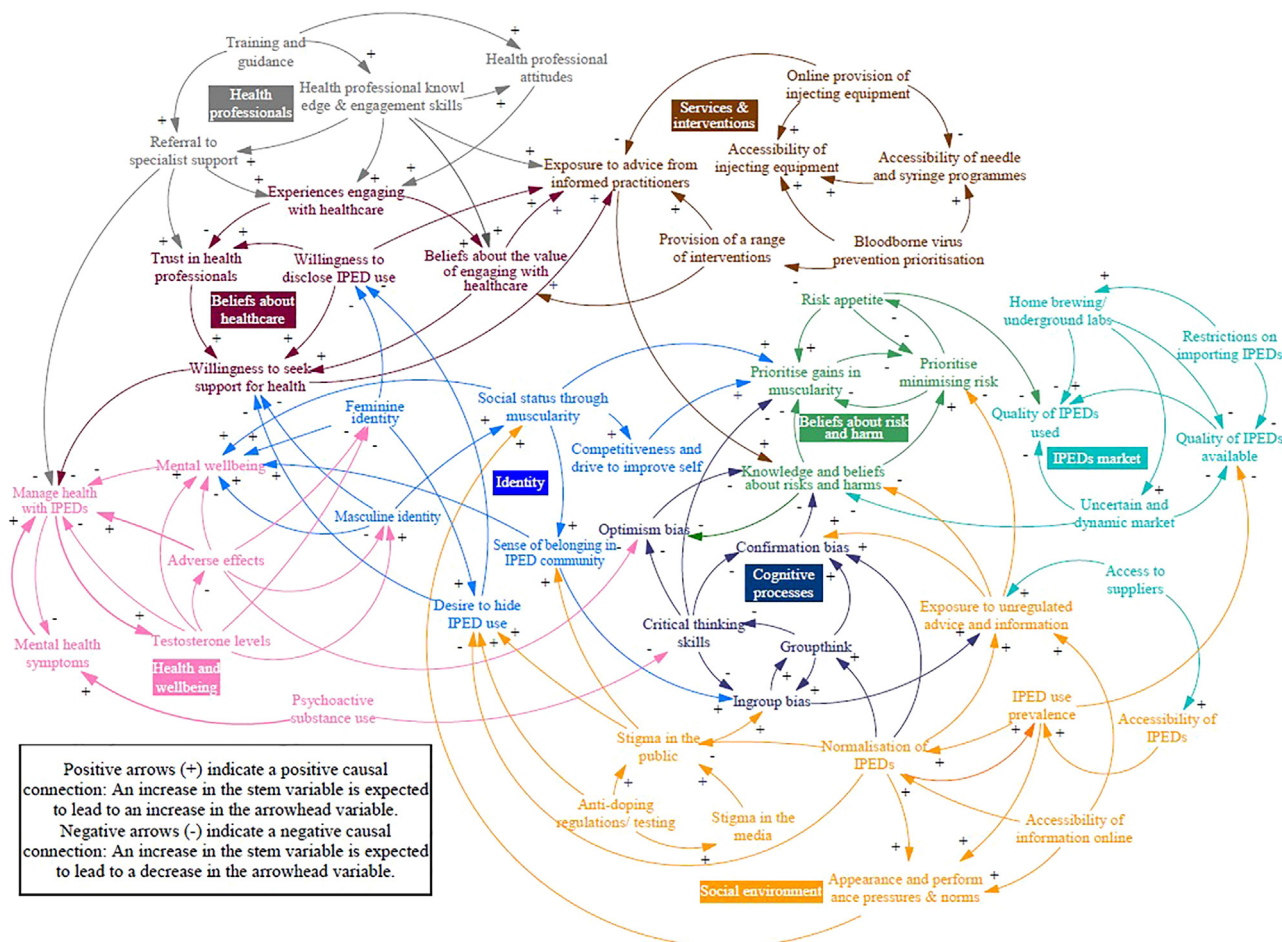 Training and
guidance
Health professional
attitudes
Health
professionals
Health professional knowl
edge & engagement skills
Referral to
specialist support
Experiences engaging
with healthcare
Trust in health
professionals
Willingness to
disclose IPED use
Beliefs about the value
of engaging with
healthcare
Beliefs about
healthcare
Willingness to seek
support for health
Services &
interventions
Online provision of
injecting equipment
Exposure to advice from
informed practitioners
Accessibility of
injecting equipment
Accessibility of needle
and syringe programmes
Provision of a range
of interventions
Bloodborne virus
prevention prioritisation
Risk appetite
Prioritise gains in
muscularity
Prioritise
minimising risk
Beliefs about risk
and harm
Knowledge and beliefs
about risks and harms
Home brewing/
underground labs
Restrictions on
importing IPEDs
Quality of IPEDs
used
IPEDs market
Quality of IPEDs
available
Uncertain and
dynamic market
Access to
suppliers
Accessibility of
IPEDs
Social status through
muscularity
Feminine
identity
Competitiveness and
drive to improve self
Identity
Masculine identity
Sense of belonging in
IPED community
Desire to hide
IPED use
Mental wellbeing
Manage health
with IPEDs
Adverse effects
Mental health
symptoms
Testosterone levels
Health and
wellbeing
Psychoactive
substance use
Optimism bias
Confirmation bias
Cognitive
processes
Critical thinking
skills
Groupthink
Ingroup bias
Exposure to unregulated
advice and information
IPED use
prevalence
Stigma in the
public
Normalisation of
IPEDs
Anti-doping
regulations/ testing
Stigma in the
media
Accessibility of
information online
Social environment
Appearance and perform
ance pressures & norms
Positive arrows (+) indicate a positive causal
connection: An increase in the stem variable is expected
to lead to an increase in the arrowhead variable.
Negative arrows (-) indicate a negative causal
connection: An increase in the stem variable is expected
to lead to a decrease in the arrowhead variable.